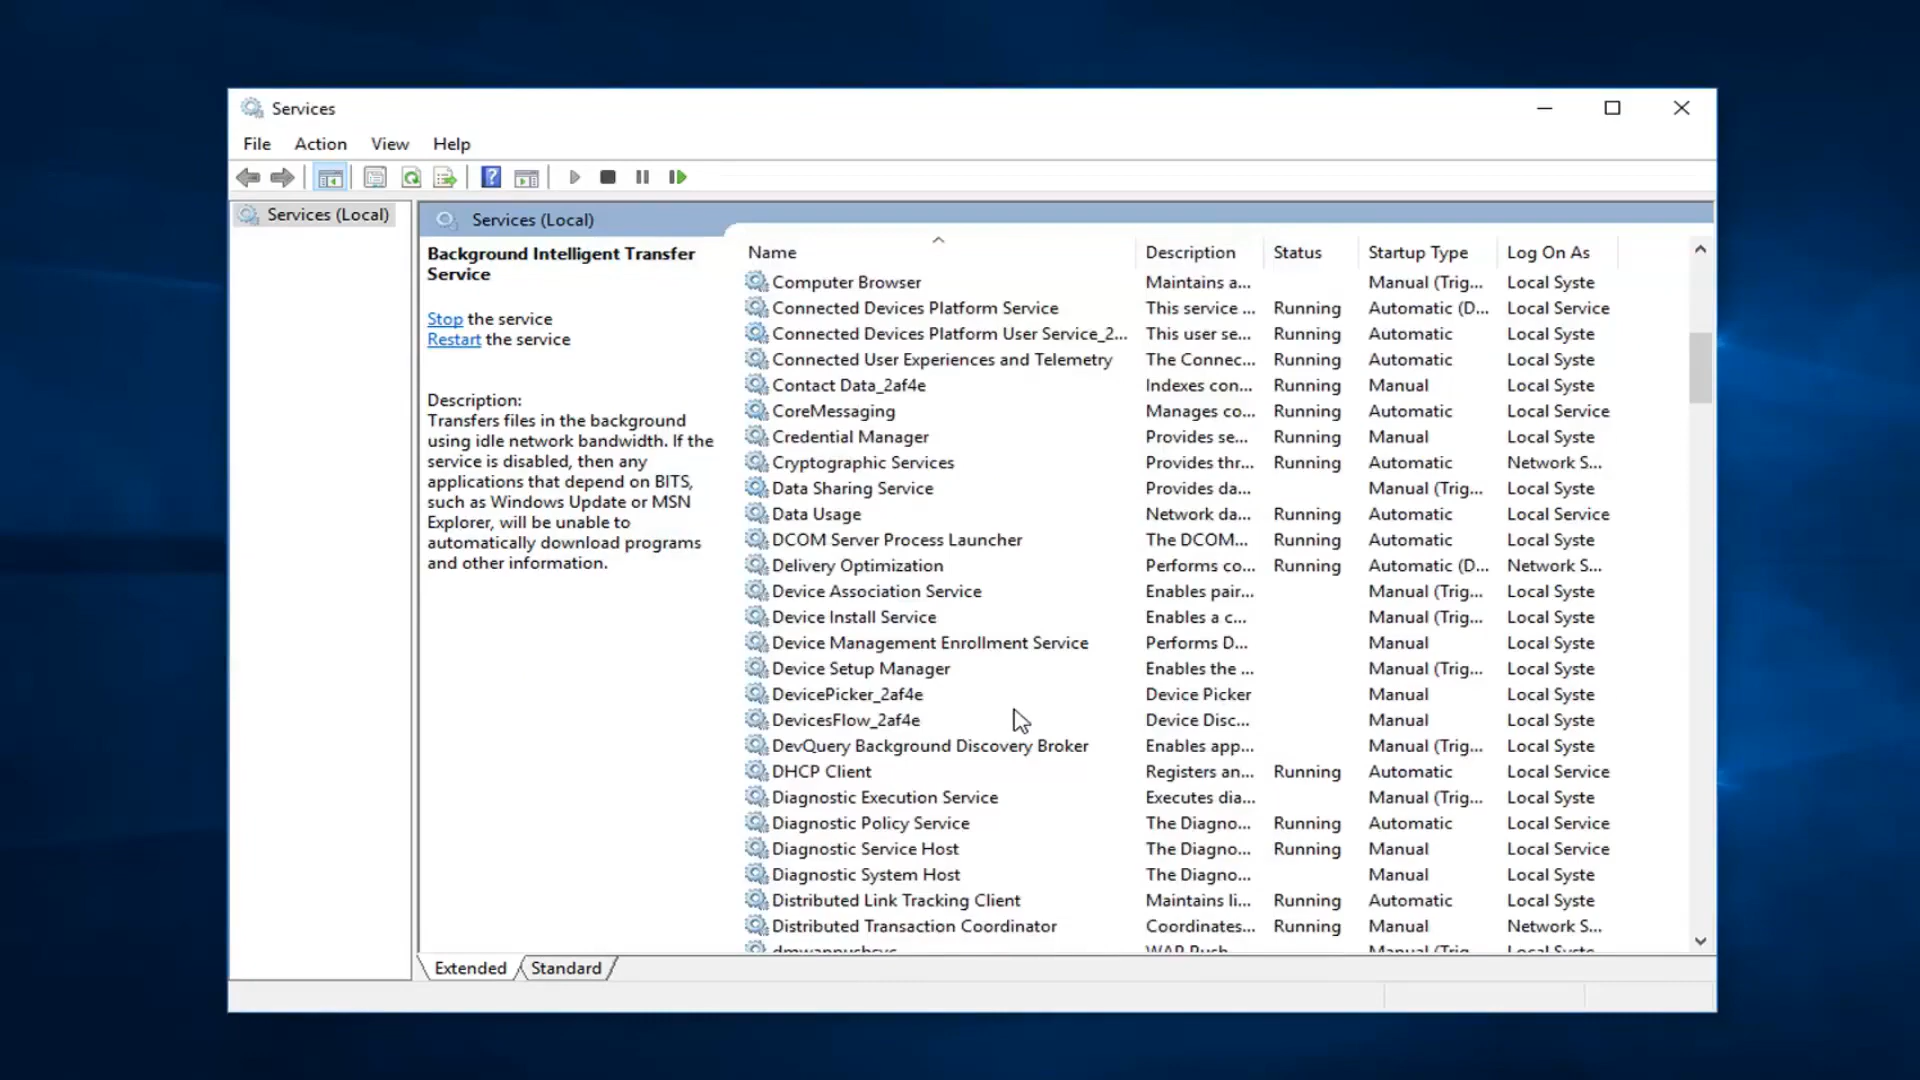 Services
File Action View Help
Services (Local)
Services (Local)
Background Intelligent Transfer
Service
Stop the service
Restart the service
Description:
Transfers files in the background
using idle network bandwidth. If the
service is disabled, then any
applications that depend on BITS,
such as Windows Update or MSN
Explorer, will be unable to
automatically download programs
and other information.
Name Description Status Startup Type Log On As
Computer Browser Maintains a... Manual (Trig... Local Syste
Connected Devices Platform Service This service ... Running Automatic (D... Local Service
Connected Devices Platform User Service_2... This user se... Running Automatic Local Syste
Connected User Experiences and Telemetry The Connec... Running Automatic Local Syste
Contact Data_2af4e Indexes con... Running Manual Local Syste
CoreMessaging Manages co... Running Automatic Local Service
Credential Manager Provides se... Running Manual Local Syste
Cryptographic Services Provides thr... Running Automatic Network S...
Data Sharing Service Provides da... Manual (Trig... Local Syste
Data Usage Network da... Running Automatic Local Service
DCOM Server Process Launcher The DCOM... Running Automatic Local Syste
Delivery Optimization Performs co... Running Automatic (D... Network S...
Device Association Service Enables pair... Manual (Trig... Local Syste
Device Install Service Enables a c... Manual (Trig... Local Syste
Device Management Enrollment Service Performs D... Manual Local Syste
Device Setup Manager Enables the ... Manual (Trig... Local Syste
DevicePicker_2af4e Device Picker Manual Local Syste
DevicesFlow_2af4e Device Disc... Manual Local Syste
DevQuery Background Discovery Broker Enables app... Manual (Trig... Local Syste
DHCP Client Registers an... Running Automatic Local Service
Diagnostic Execution Service Executes dia... Manual (Trig... Local Syste
Diagnostic Policy Service The Diagno... Running Automatic Local Service
Diagnostic Service Host The Diagno... Running Manual Local Service
Diagnostic System Host The Diagno... Manual Local Syste
Distributed Link Tracking Client Maintains li... Running Automatic Local Syste
Distributed Transaction Coordinator Coordinates... Running Manual Network S...
dmwappushsvc WAP Push Manual (Trig... Local Syste
Extended Standard